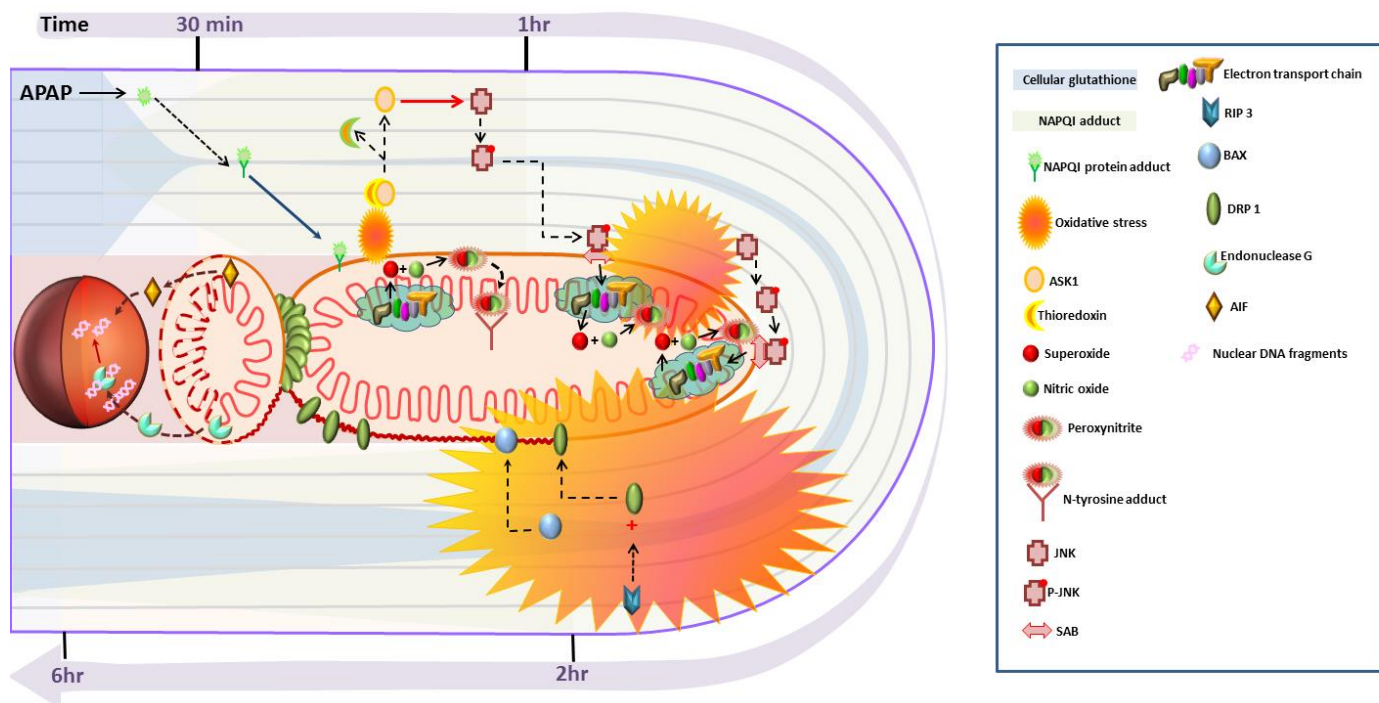 Time
30 min
1hr
APAP
6hr
2hr
Cellular glutathione
NAPQI adduct
NAPQI protein adduct
Oxidative stress
ASK1
Thioredoxin
Superoxide
Nitric oxide
Peroxynitrite
N-tyrosine adduct
JNK
P-JNK
SAB
Electron transport chain
RIP 3
BAX
DRP 1
Endonuclease G
AIF
Nuclear DNA fragments